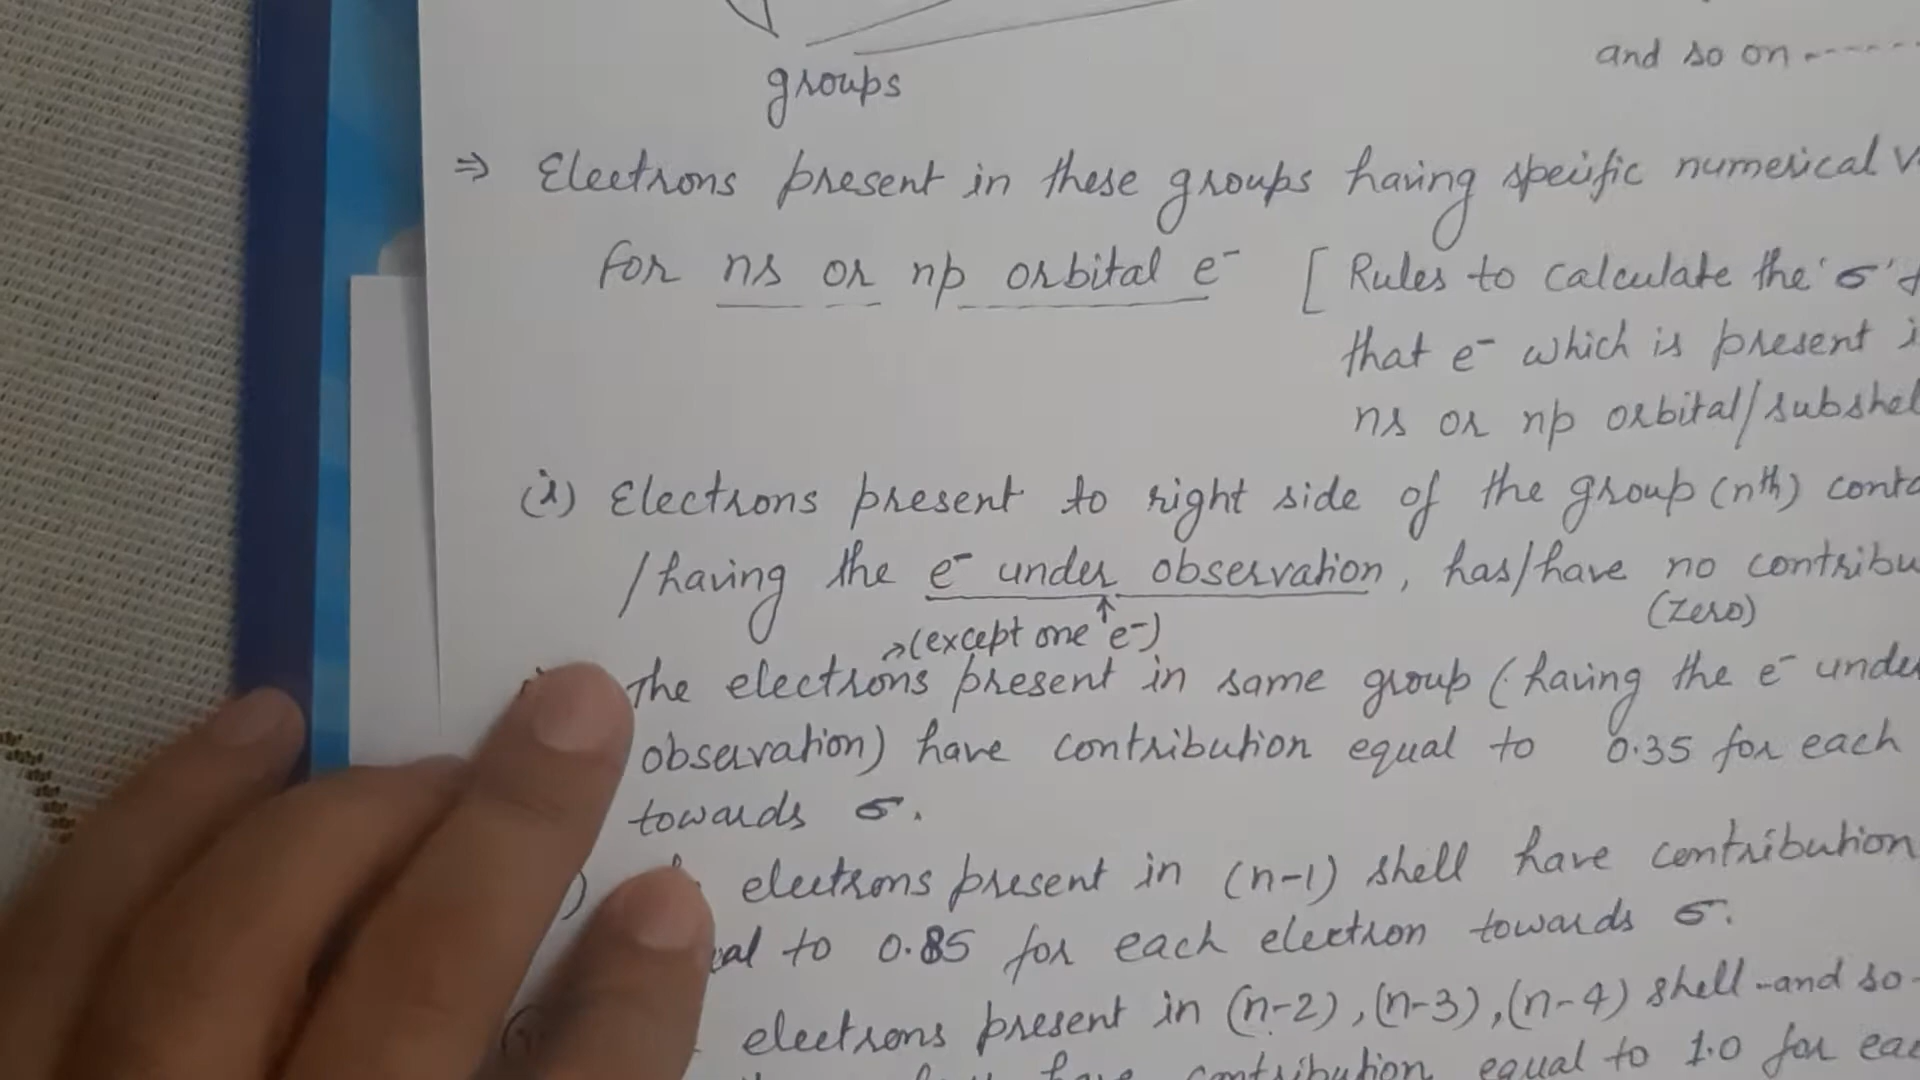 and so on ------
groups
⇒ Electrons present in these groups having specific numerical
for ns or np orbital e⁻ [ Rules to calculate the 'σ'
that e⁻ which is present
ns or np orbital/subshel
(i) Electrons present to right side of the group (nth) conta
/having the e⁻ under observation, has/have no contribu
(zero)
→(except one e⁻)
The electrons present in same group (having the e⁻ under
observation) have contribution equal to 0.35 for each
towards σ.
) electrons present in (n-1) shell have contribution
to 0.85 for each electron towards σ.
electrons present in (n-2), (n-3), (n-4) shell -and so
contribution equal to 1.0 for eac